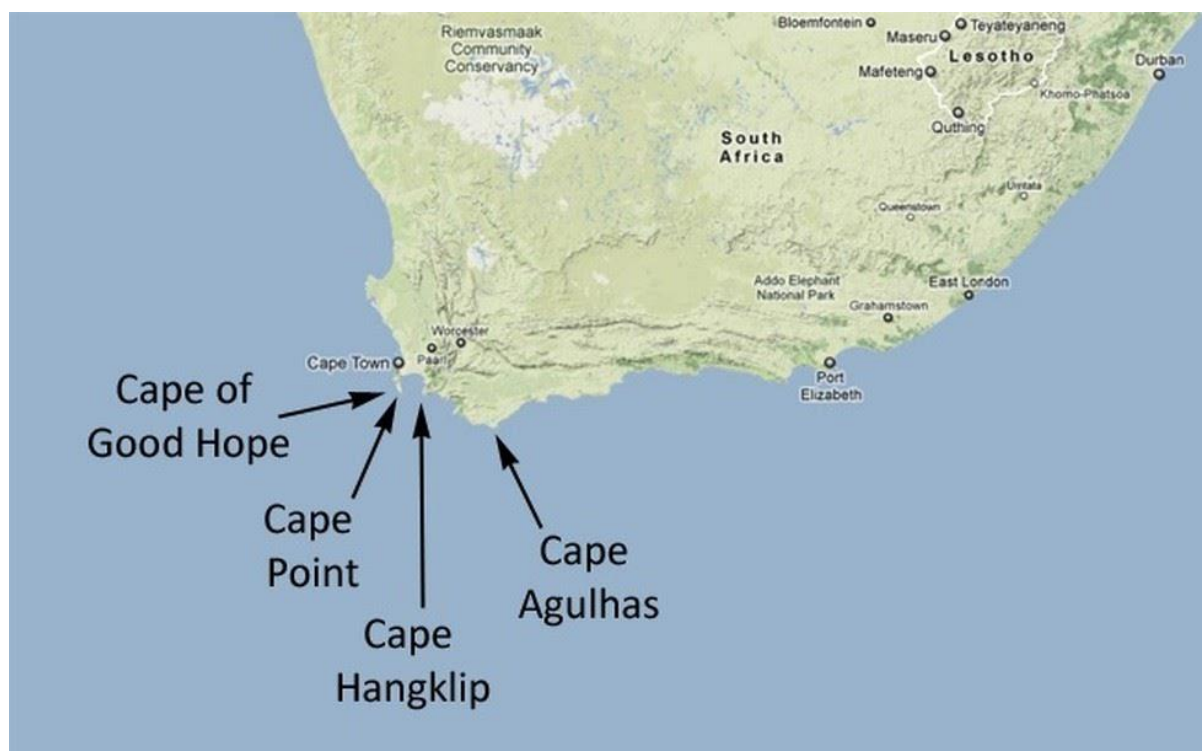 Riemvasmaak
Community
Conservancy
Bloemfontein
Teyateyaneng
Maseru
Lesotho
Mafeteng
Durban
Khomo-Phatsoa
Quthing
South
Africa
Umtata
Queenstown
Addo Elephant
National Park
East London
Grahamstown
Worcester
Cape Town
Paarl
Port
Elizabeth
Cape of
Good Hope
Cape
Point
Cape
Hangklip
Cape
Agulhas